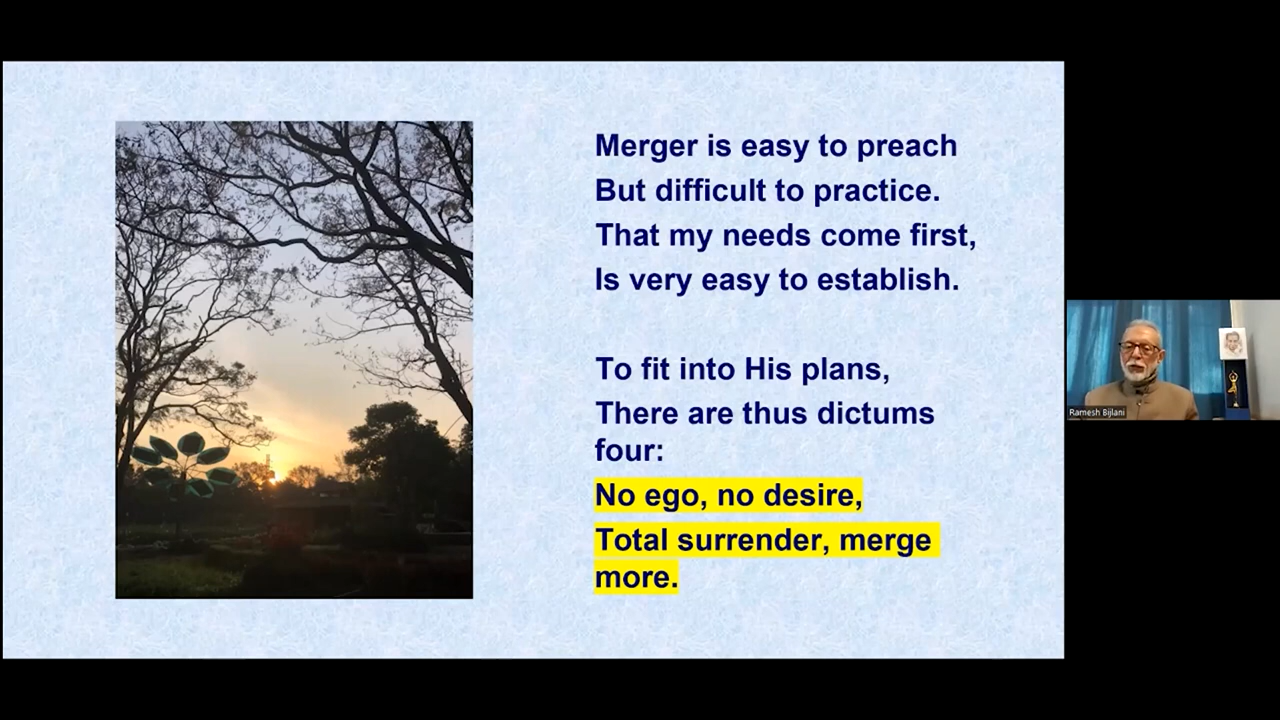 Merger is easy to preach
But difficult to practice.
That my needs come first,
Is very easy to establish.
To fit into His plans,
There are thus dictums
four:
No ego, no desire,
Total surrender, merge
more.
Ramesh Bijlani